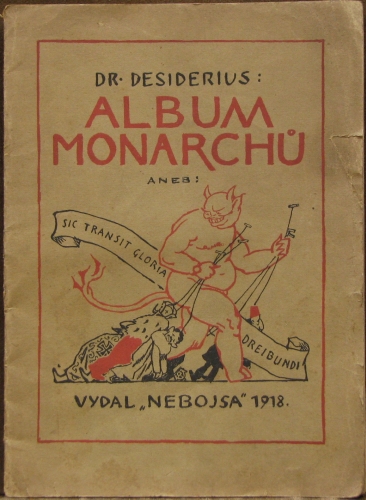 DR. DESIDERIUS:
ALBUM
MONARCHŮ
ANEB:
SIC TRANSIT GLORIA
DREIBUNDI
VYDAL „NEBOJSA" 1918.